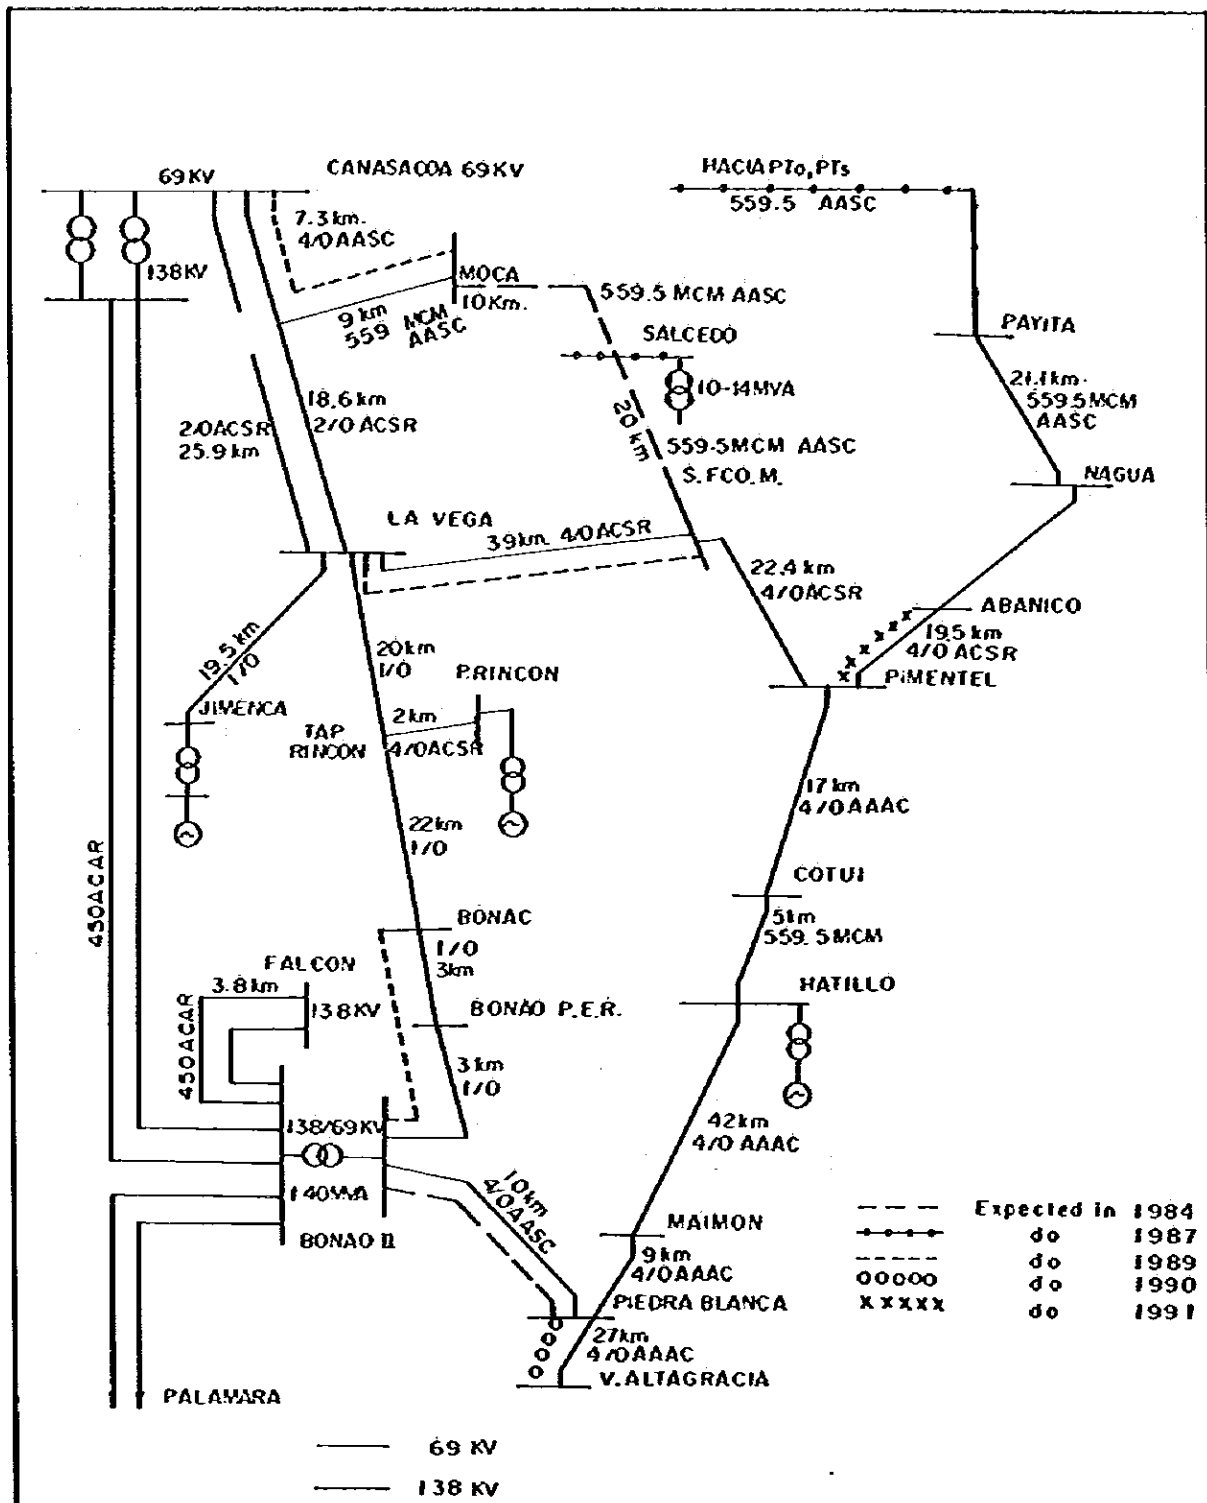 69 KV
CANASACOA 69 KV
HACIA PTo, PTs
559.5 AASC
7.3 km.
4/0 AASC
138 KV
MOCA
10 Km.
559.5 MCM AASC
9 km
559 MCM
AASC
SALCEDO
PAYITA
10-14 MVA
21.1 km.
559.5 MCM
AASC
18.6 km
2/0 ACSR
2/0 ACSR
25.9 km
20 km
559.5 MCM AASC
S. FCO. M.
NAGUA
LA VEGA
39 km. 4/0 ACSR
22.4 km
4/0 ACSR
ABANICO
19.5 km
4/0 ACSR
PIMENTEL
19.5 km
1/0
20 km
1/0
P.RINCON
JIMENCA
TAP
RINCON
2 km
4/0 ACSR
17 km
4/0 AAAC
22 km
1/0
COTUI
450 ACAR
5 km
559.5 MCM
BONAC
1/0
3 km
FALCON
3.8 km
138 KV
HATILLO
BONAO P.E.R.
450 ACAR
3 km
1/0
42 km
4/0 AAAC
138/69 KV
140 MVA
BONAO II
10 km
4/0 AASC
MAIMON
9 km
4/0 AAAC
PIEDRA BLANCA
27 km
4/0 AAAC
V. ALTAGRACIA
PALAMARA
Expected in 1984
do 1987
do 1989
OOOOO do 1990
XXXXX do 1991
69 KV
138 KV